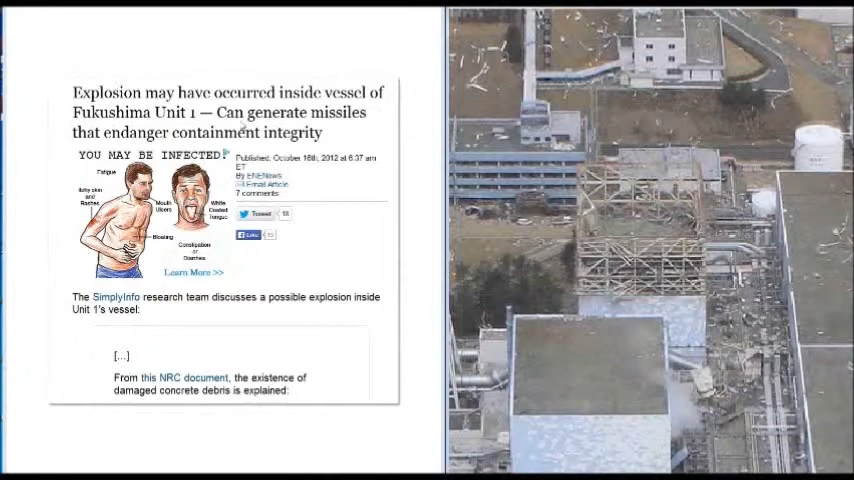 Explosion may have occurred inside vessel of
Fukushima Unit 1 — Can generate missiles
that endanger containment integrity
YOU MAY BE INFECTED!
Fatigue
Itchy skin
and
Rashes
Mouth
Ulcers
White
Coated
Tongue
Bloating
Constipation
or
Diarrhea
Learn More >>
Published: October 16th, 2012 at 6:37 am
ET
By ENENews
Email Article
7 comments
Tweet
18
Like
The SimplyInfo research team discusses a possible explosion inside
Unit 1's vessel:
[...]
From this NRC document, the existence of
damaged concrete debris is explained: